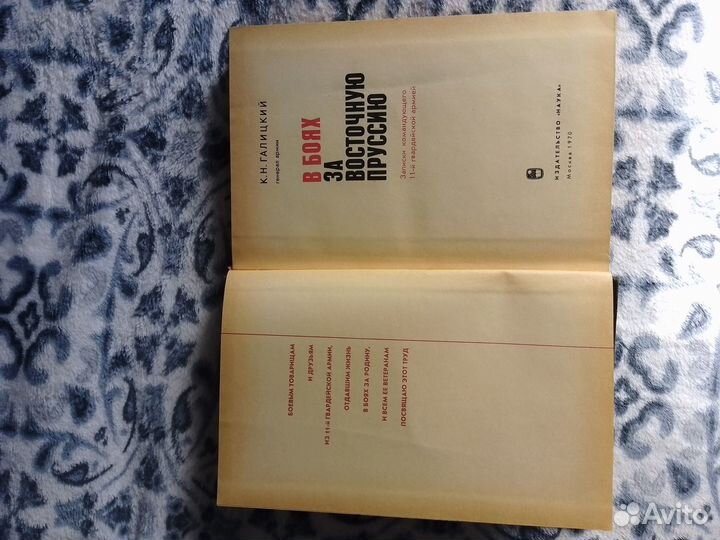 БОЕВЫМ ТОВАРИЩАМ
И ДРУЗЬЯМ
ИЗ 11-й ГВАРДЕЙСКОЙ АРМИИ,
ОТДАВШИМ ЖИЗНЬ
В БОЯХ ЗА РОДИНУ,
И ВСЕМ ЕЕ ВЕТЕРАНАМ
ПОСВЯЩАЮ ЭТОТ ТРУД
К.Н. ГАЛИЦКИЙ
генерал армии
В БОЯХ
ЗА
ВОСТОЧНУЮ
ПРУССИЮ
Записки командующего
11-й гвардейской армией
ИЗДАТЕЛЬСТВО «НАУКА»
Москва 1970
Avito